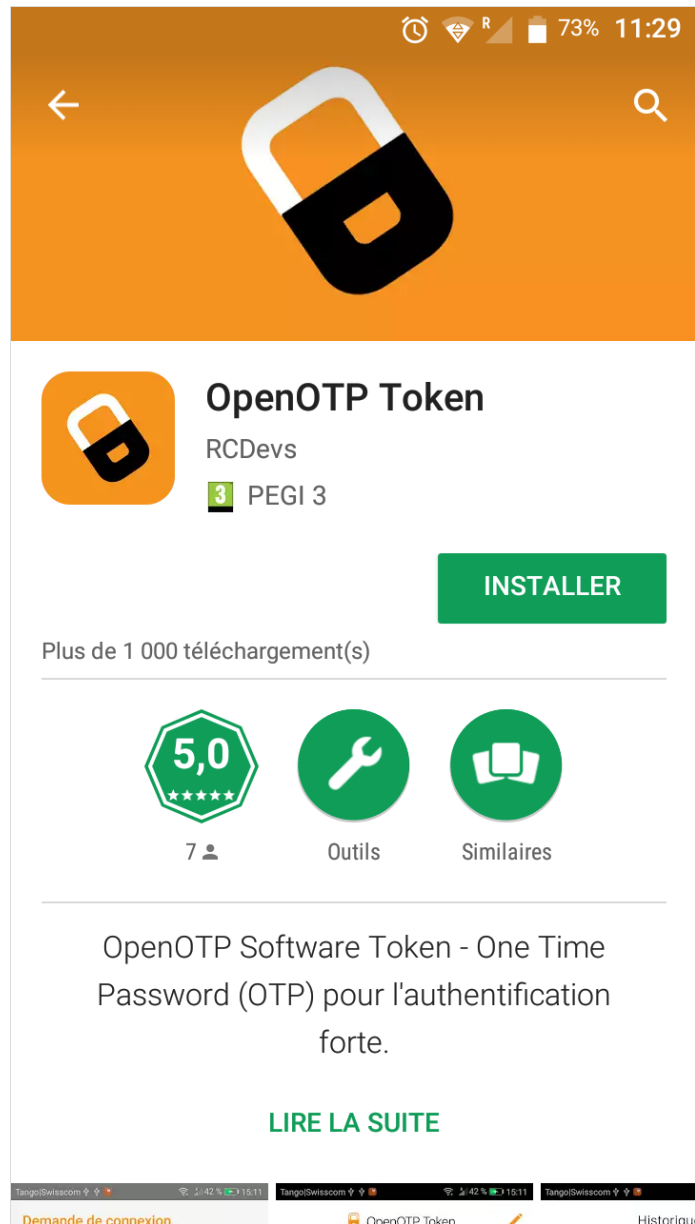 R 73% 11:29
OpenOTP Token
RCDevs
3 PEGI 3
INSTALLER
Plus de 1 000 téléchargement(s)
5,0
7
Outils
Similaires
OpenOTP Software Token - One Time
Password (OTP) pour l'authentification
forte.
LIRE LA SUITE
Tango|Swisscom 42 % 15:11
Tango|Swisscom 42 % 15:11
Tango|Swisscom
Demande de connexion
OpenOTP Token
Historique